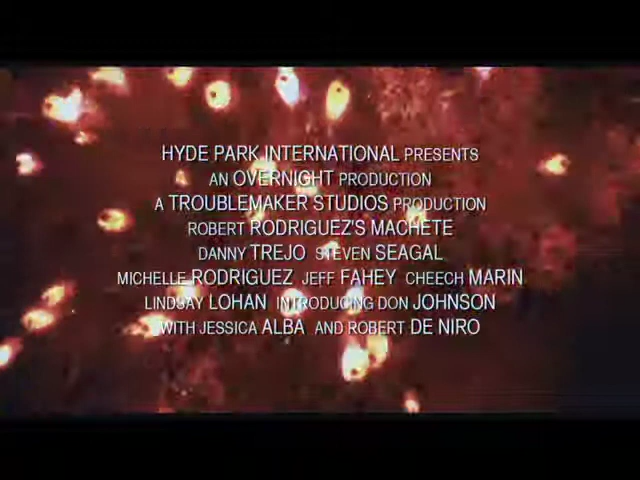 HYDE PARK INTERNATIONAL PRESENTS
AN OVERNIGHT PRODUCTION
A TROUBLEMAKER STUDIOS PRODUCTION
ROBERT RODRIGUEZ'S MACHETE
DANNY TREJO STEVEN SEAGAL
MICHELLE RODRIGUEZ JEFF FAHEY CHEECH MARIN
LINDSAY LOHAN INTRODUCING DON JOHNSON
WITH JESSICA ALBA AND ROBERT DE NIRO